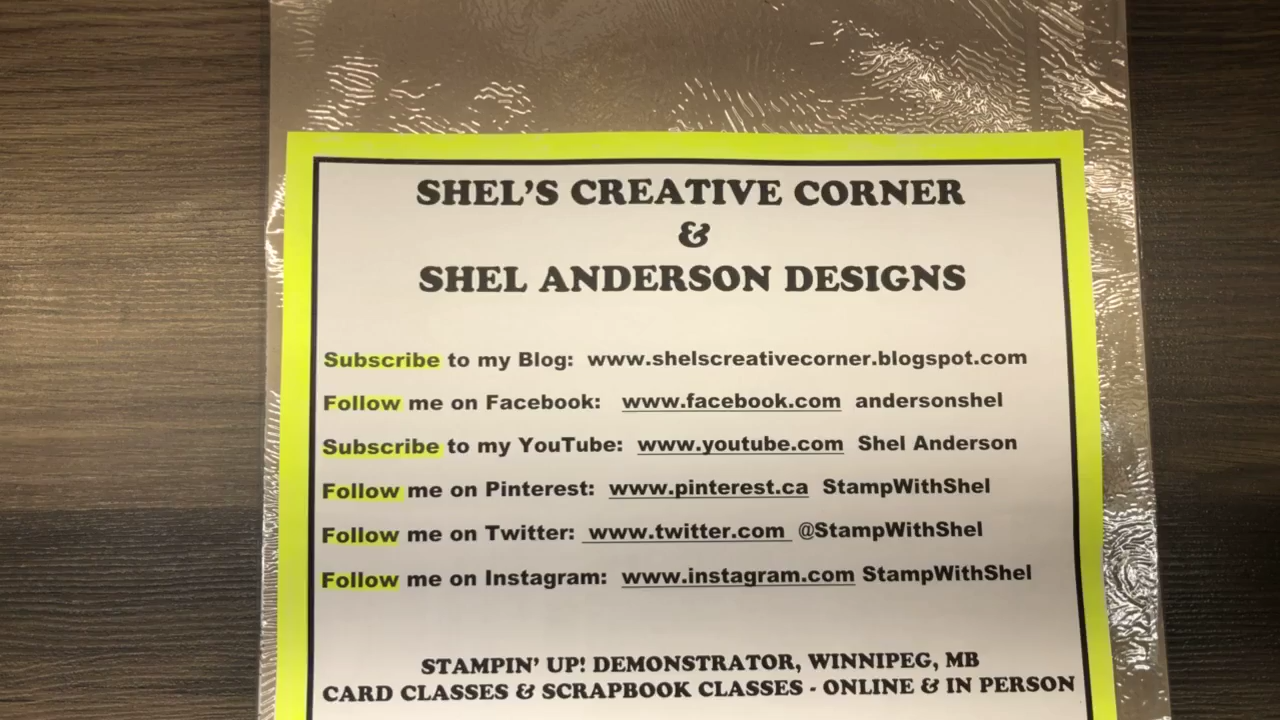 SHEL'S CREATIVE CORNER
&
SHEL ANDERSON DESIGNS
Subscribe to my Blog: www.shelscreativecorner.blogspot.com
Follow me on Facebook: www.facebook.com andersonshel
Subscribe to my YouTube: www.youtube.com Shel Anderson
Follow me on Pinterest: www.pinterest.ca StampWithShel
Follow me on Twitter: www.twitter.com @StampWithShel
Follow me on Instagram: www.instagram.com StampWithShel
STAMPIN' UP! DEMONSTRATOR, WINNIPEG, MB
CARD CLASSES & SCRAPBOOK CLASSES - ONLINE & IN PERSON